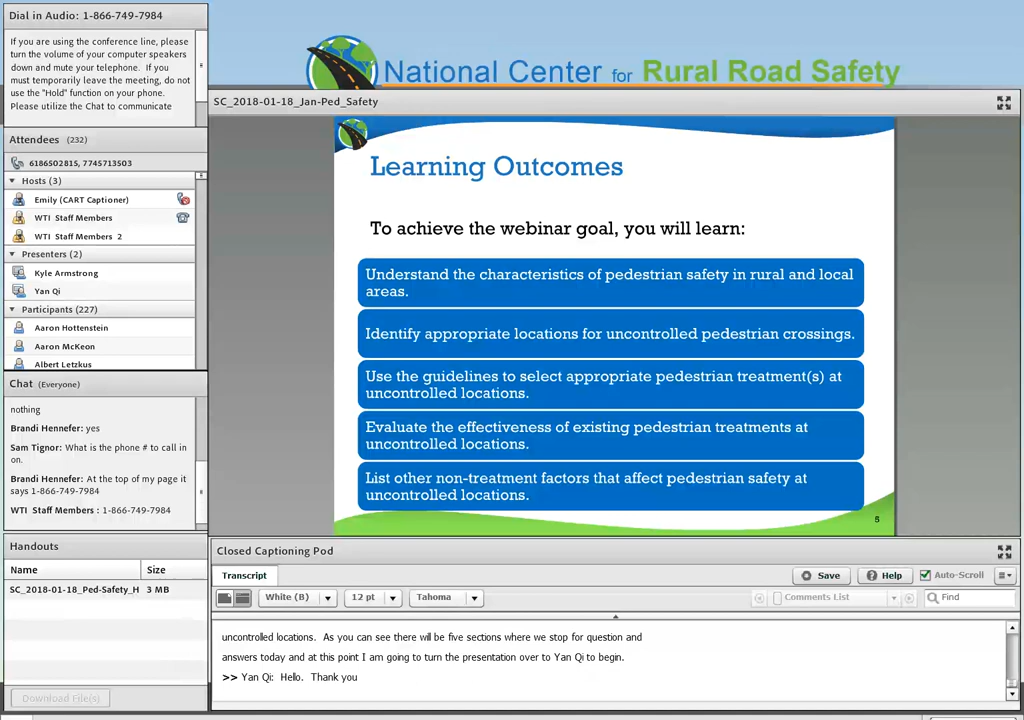 Dial in Audio: 1-866-749-7984
If you are using the conference line, please
turn the volume of your computer speakers
down and mute your telephone. If you
must temporarily leave the meeting, do not
use the "Hold" function on your phone.
Please utilize the Chat to communicate
Attendees (232)
6186502815, 7745713503
Hosts (3)
Emily (CART Captioner)
WTI Staff Members
WTI Staff Members 2
Presenters (2)
Kyle Armstrong
Yan Qi
Participants (227)
Aaron Hottenstein
Aaron McKeon
Albert Letzkus
Chat (Everyone)
nothing
Brandi Hennefer: yes
Sam Tignor: What is the phone # to call in
on.
Brandi Hennefer: At the top of my page it
says 1-866-749-7984
WTI Staff Members : 1-866-749-7984
Handouts
Name Size
SC_2018-01-18_Ped-Safety_H 3 MB
Download File(s)
National Center for Rural Road Safety
SC_2018-01-18_Jan-Ped_Safety
Learning Outcomes
To achieve the webinar goal, you will learn:
Understand the characteristics of pedestrian safety in rural and local
areas.
Identify appropriate locations for uncontrolled pedestrian crossings.
Use the guidelines to select appropriate pedestrian treatment(s) at
uncontrolled locations.
Evaluate the effectiveness of existing pedestrian treatments at
uncontrolled locations.
List other non-treatment factors that affect pedestrian safety at
uncontrolled locations.
5
Closed Captioning Pod
Transcript
Save Help Auto-Scroll
White (B) 12 pt Tahoma Comments List Find
uncontrolled locations. As you can see there will be five sections where we stop for question and
answers today and at this point I am going to turn the presentation over to Yan Qi to begin.
>> Yan Qi: Hello. Thank you